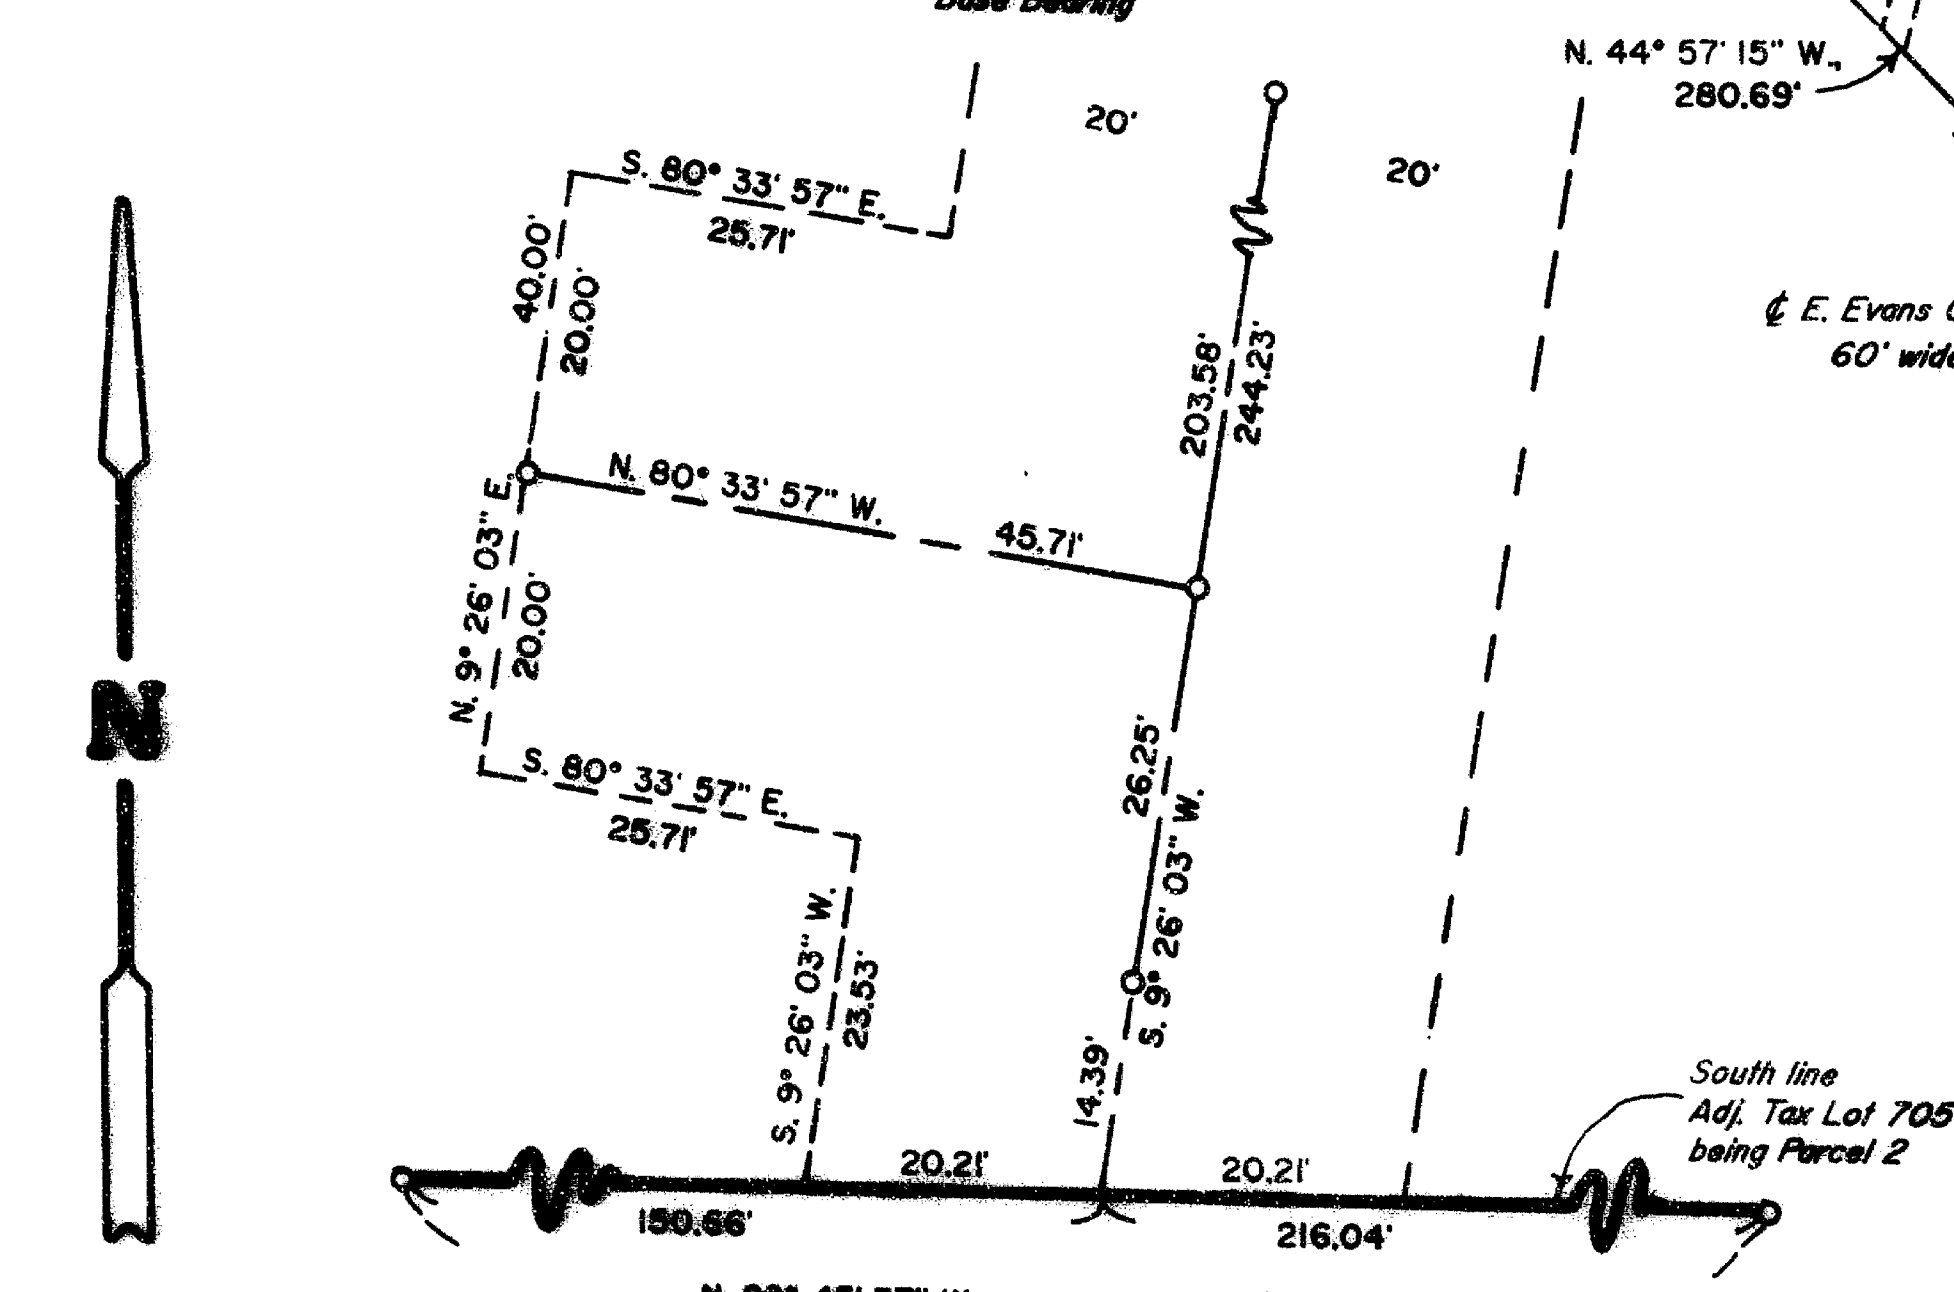 Base Bearing
N. 44° 57' 15" W.,
280.69'
20'
20'
S. 80° 33' 57" E.
25.71'
40.00'
20.00'
₵ E. Evans
60' wide
203.58'
244.23'
N. 80° 33' 57" W.
45.71'
N. 9° 26' 03" E.
20.00'
N
S. 80° 33' 57" E.
25.71'
26.25'
S. 9° 26' 03" W.
S. 9° 26' 03" W.
23.53'
14.39'
South line
Adj. Tax Lot 705
being Parcel 2
20.21'
20.21'
150.66'
216.04'